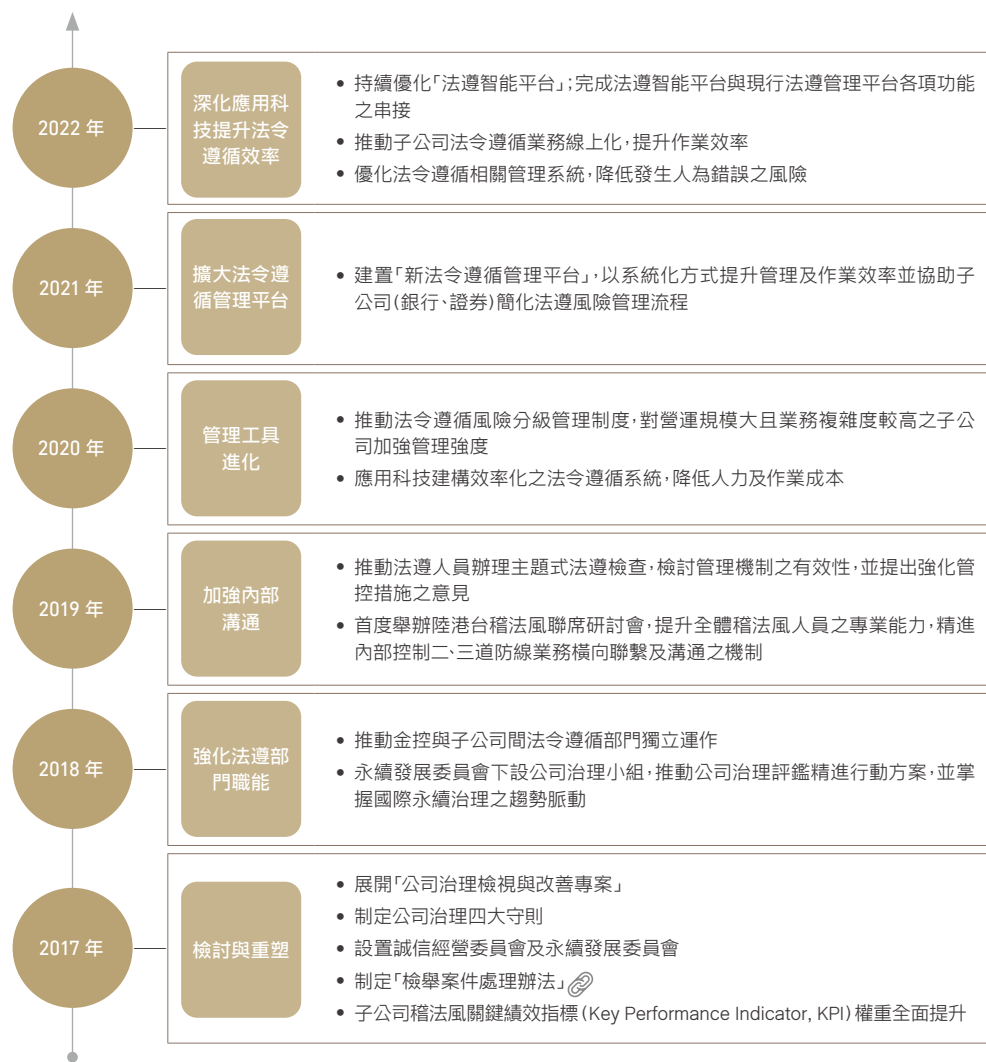 2022 年
深化應用科
技提升法令
遵循效率
• 持續優化「法遵智能平台」;完成法遵智能平台與現行法遵管理平台各項功能
之串接
• 推動子公司法令遵循業務線上化,提升作業效率
• 優化法令遵循相關管理系統,降低發生人為錯誤之風險
2021 年
擴大法令遵
循管理平台
• 建置「新法令遵循管理平台」,以系統化方式提升管理及作業效率並協助子
公司(銀行、證券)簡化法遵風險管理流程
2020 年
管理工具
進化
• 推動法令遵循風險分級管理制度,對營運規模大且業務複雜度較高之子公
司加強管理強度
• 應用科技建構效率化之法令遵循系統,降低人力及作業成本
2019 年
加強內部
溝通
• 推動法遵人員辦理主題式法遵檢查,檢討管理機制之有效性,並提出強化管
控措施之意見
• 首度舉辦陸港台稽法風聯席研討會,提升全體稽法風人員之專業能力,精進
內部控制二、三道防線業務橫向聯繫及溝通之機制
2018 年
強化法遵部
門職能
• 推動金控與子公司間法令遵循部門獨立運作
• 永續發展委員會下設公司治理小組,推動公司治理評鑑精進行動方案,並掌
握國際永續治理之趨勢脈動
2017 年
檢討與重塑
• 展開「公司治理檢視與改善專案」
• 制定公司治理四大守則
• 設置誠信經營委員會及永續發展委員會
• 制定「檢舉案件處理辦法」
• 子公司稽法風關鍵績效指標(Key Performance Indicator, KPI)權重全面提升